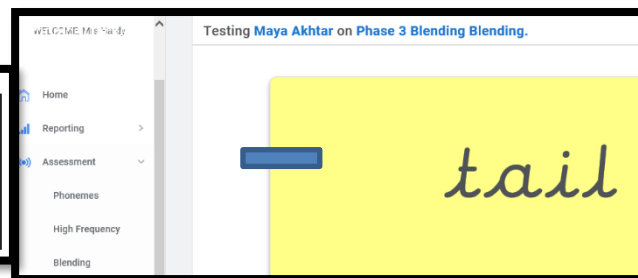 WELCOME, Mrs Hardy
Testing Maya Akhtar on Phase 3 Blending Blending.
Home
Reporting
Assessment
Phonemes
High Frequency
Blending
tail